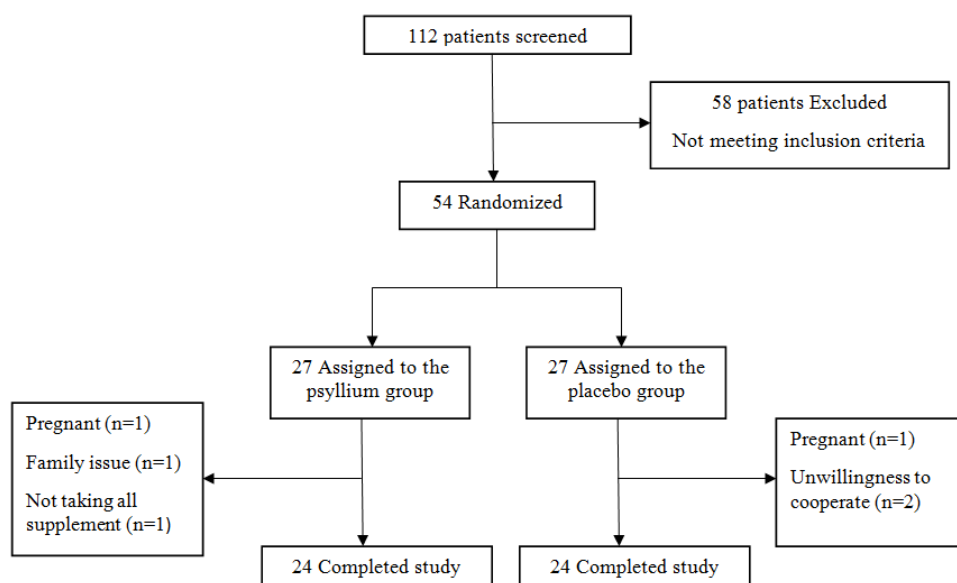 112 patients screened
58 patients Excluded
Not meeting inclusion criteria
54 Randomized
27 Assigned to the
psyllium group
27 Assigned to the
placebo group
Pregnant (n=1)
Family issue (n=1)
Not taking all
supplement (n=1)
Pregnant (n=1)
Unwillingness to
cooperate (n=2)
24 Completed study
24 Completed study